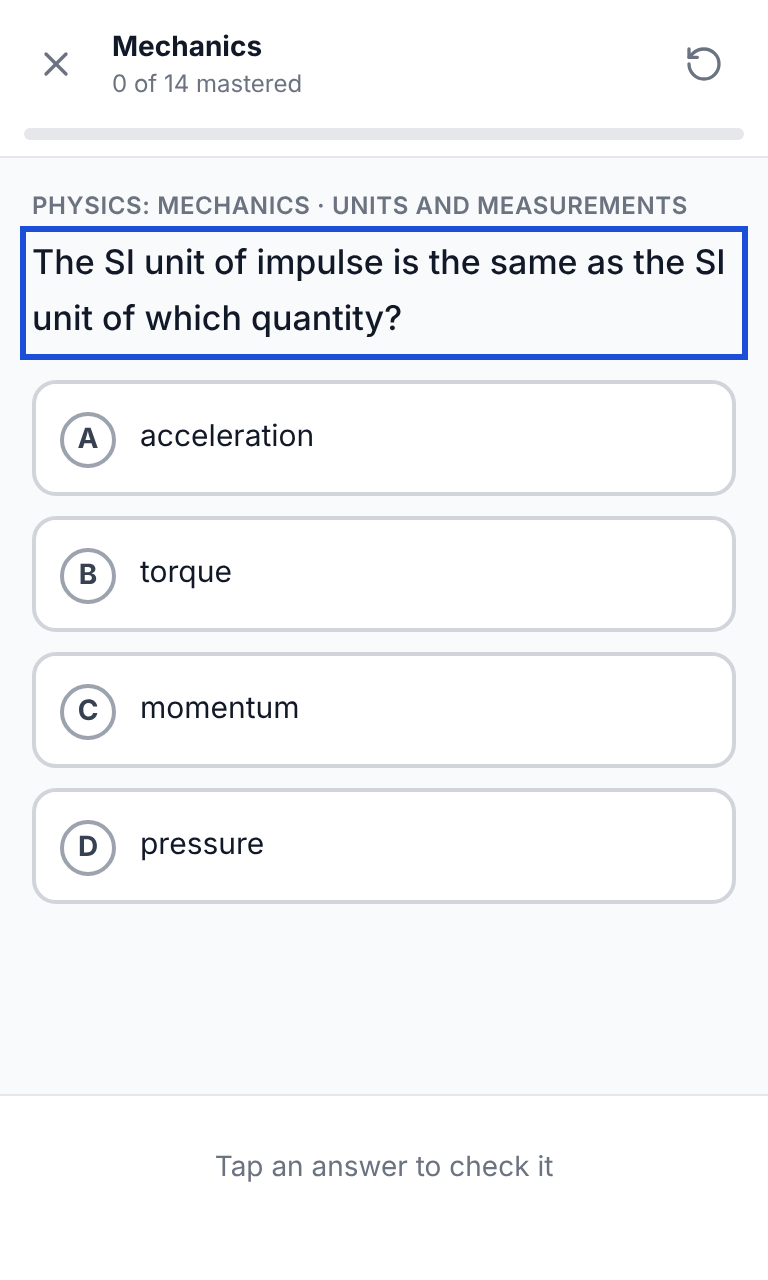 Mechanics
0 of 14 mastered
PHYSICS: MECHANICS · UNITS AND MEASUREMENTS
The SI unit of impulse is the same as the SI
unit of which quantity?
A acceleration
B torque
C momentum
D pressure
Tap an answer to check it